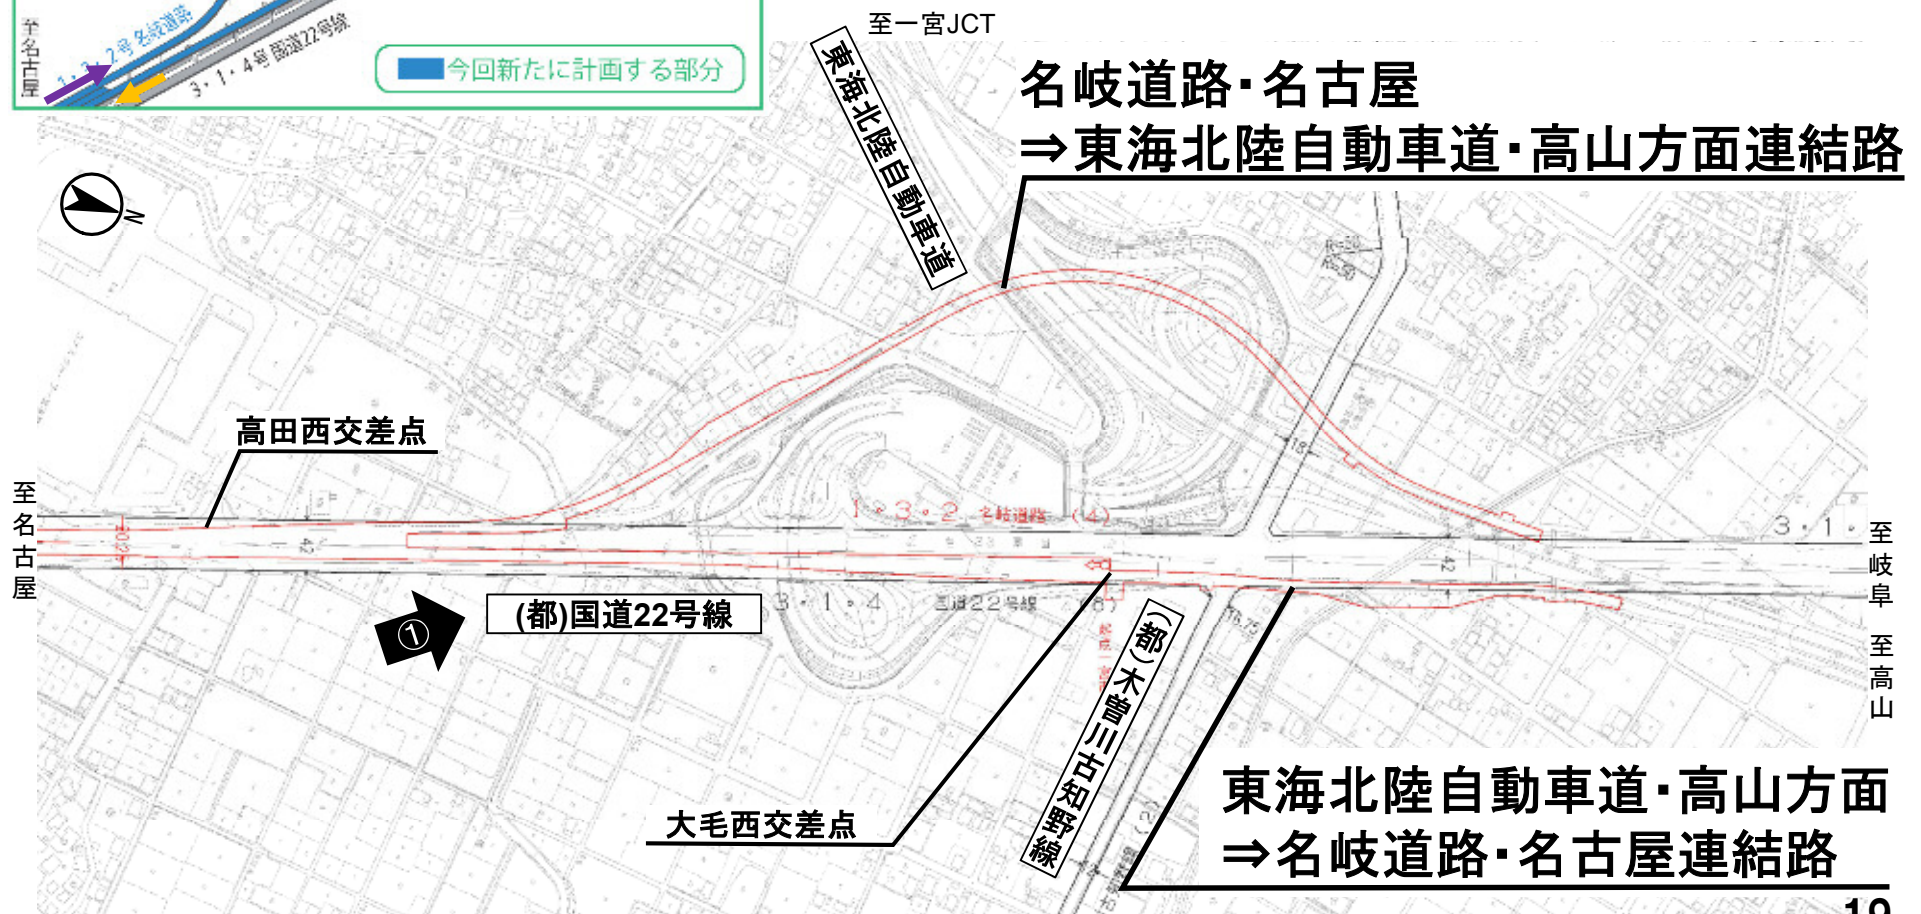 至名古屋
1・3・2号 名岐道路
3・1・4号 国道22号線
今回新たに計画する部分
至一宮JCT
東海北陸自動車道
名岐道路・名古屋
⇒東海北陸自動車道・高山方面連結路
N
高田西交差点
至名古屋
1・3・2 名岐道路 (4)
42
42
3・1・
至岐阜
至高山
①
(都)国道22号線
3・1・4 国道22号線 (8)
(都)木曽川古知野線
大毛西交差点
東海北陸自動車道・高山方面
⇒名岐道路・名古屋連結路